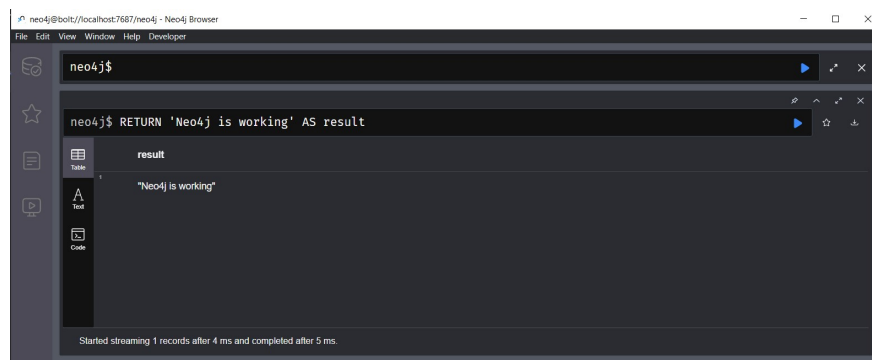 neo4j@bolt://localhost:7687/neo4j - Neo4j Browser
File Edit View Window Help Developer
neo4j$
neo4j$ RETURN 'Neo4j is working' AS result
Table
result
1
"Neo4j is working"
A
Text
Code
Started streaming 1 records after 4 ms and completed after 5 ms.